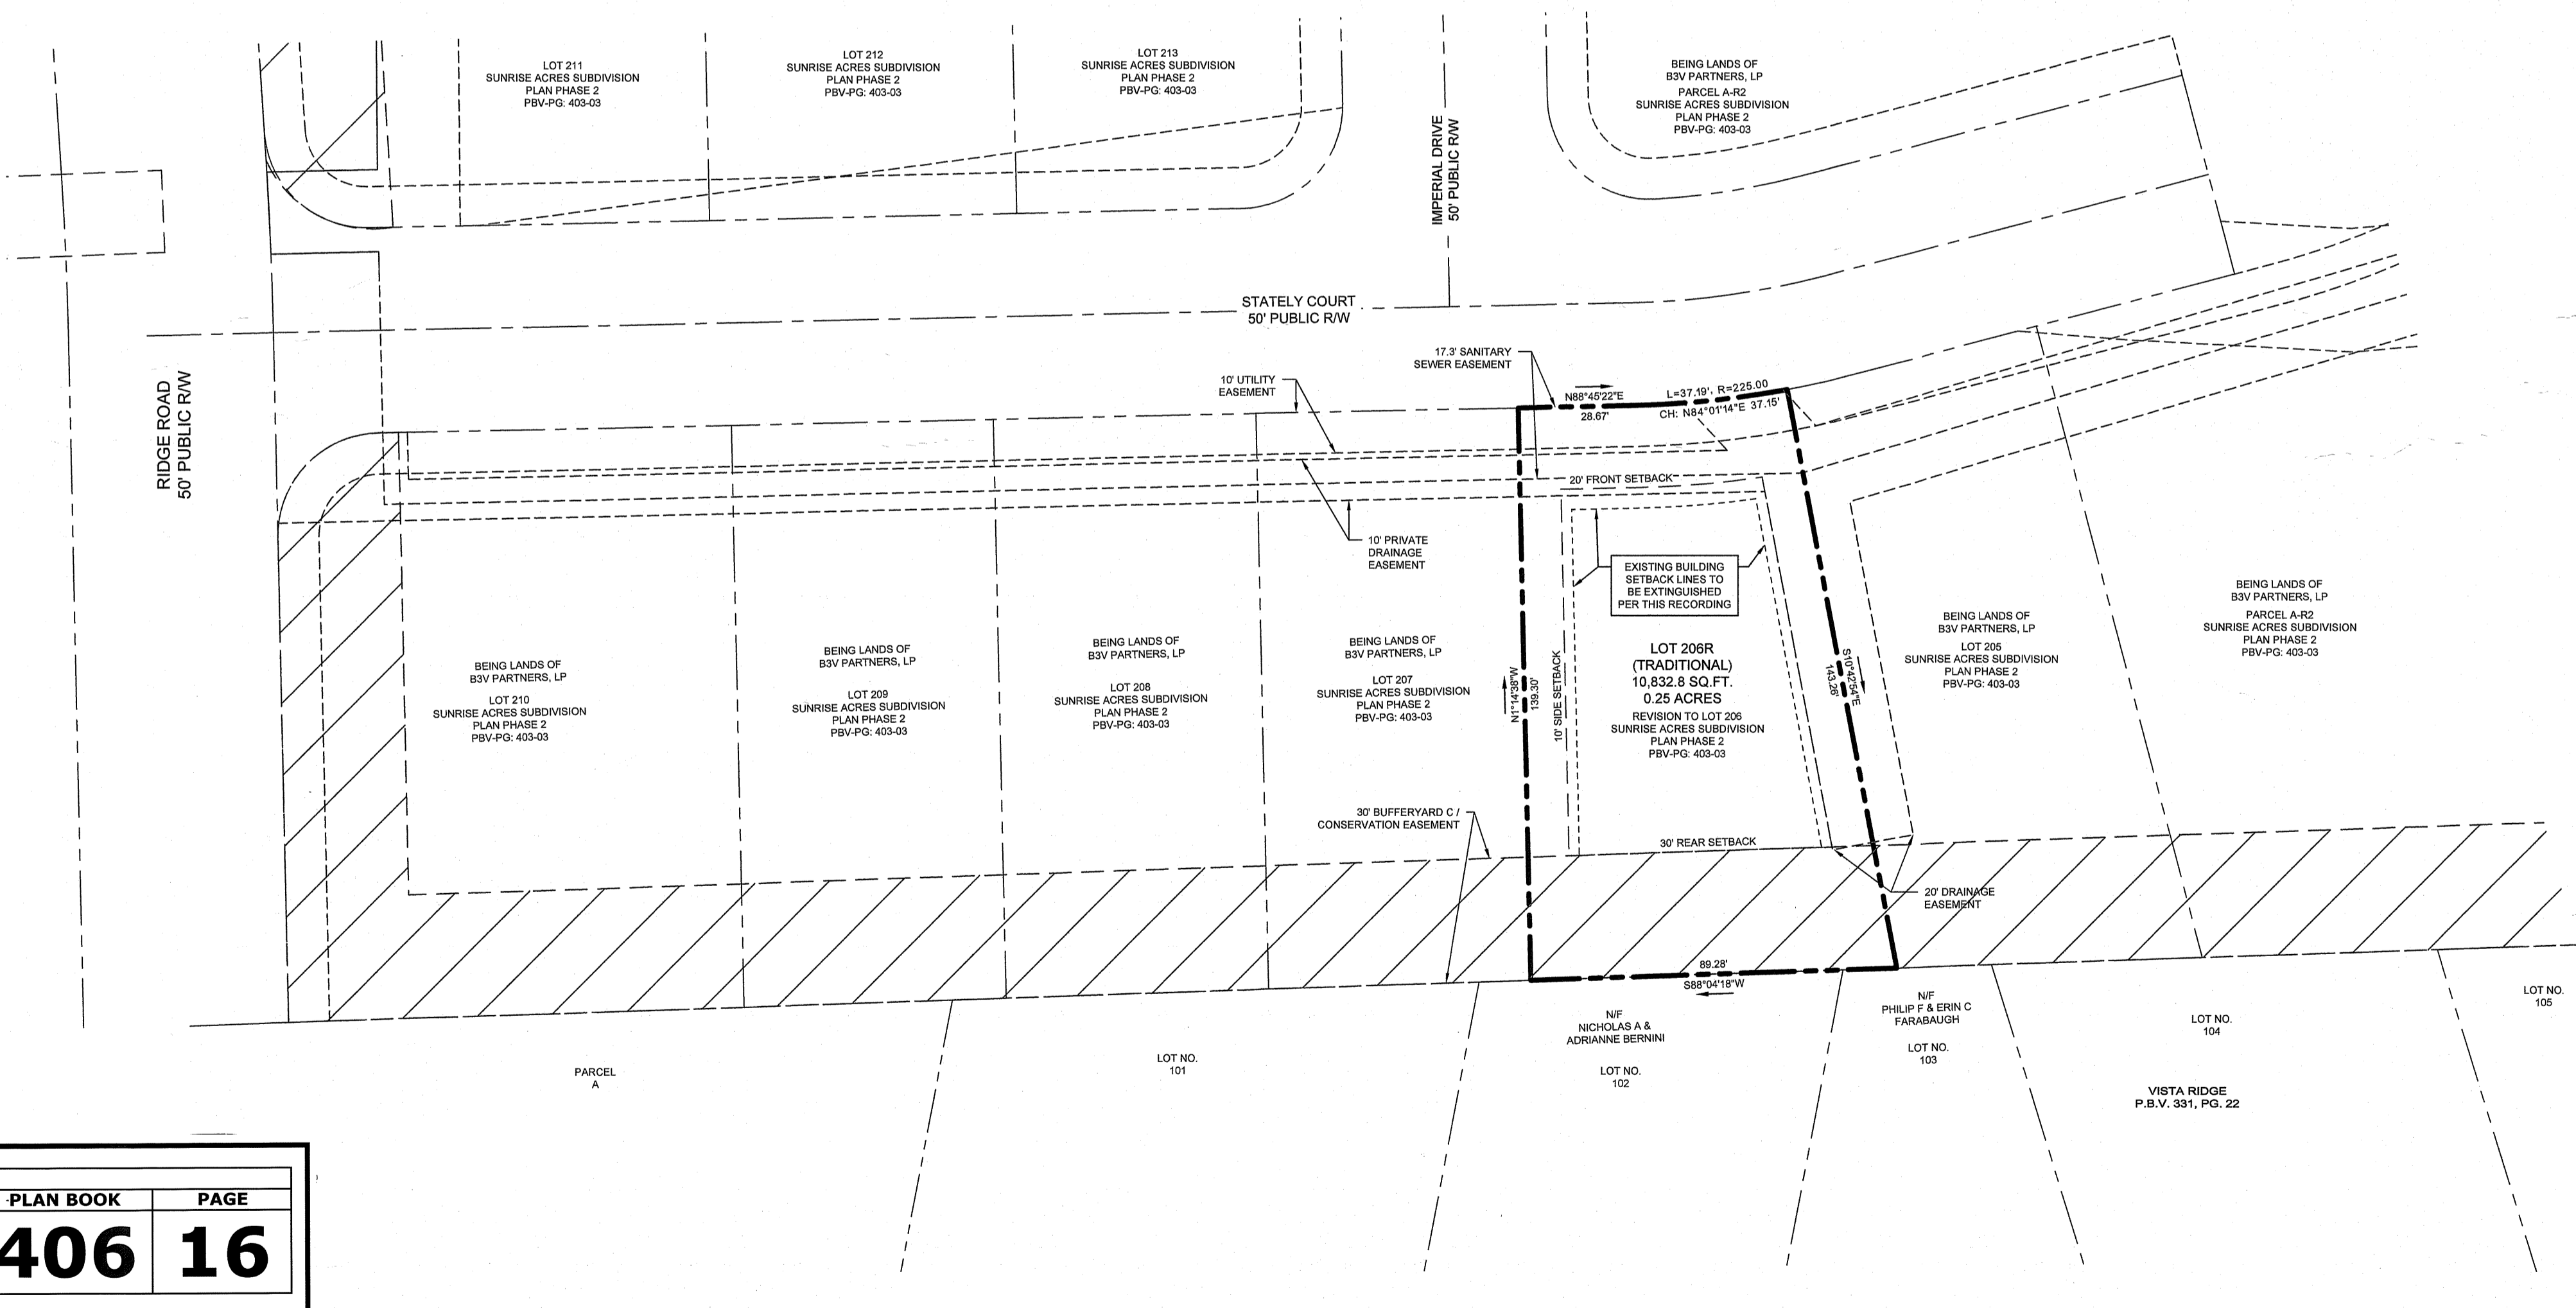 LOT 211
SUNRISE ACRES SUBDIVISION
PLAN PHASE 2
PBV-PG: 403-03
LOT 212
SUNRISE ACRES SUBDIVISION
PLAN PHASE 2
PBV-PG: 403-03
LOT 213
SUNRISE ACRES SUBDIVISION
PLAN PHASE 2
PBV-PG: 403-03
IMPERIAL DRIVE
50' PUBLIC R/W
BEING LANDS OF
B3V PARTNERS, LP
PARCEL A-R2
SUNRISE ACRES SUBDIVISION
PLAN PHASE 2
PBV-PG: 403-03
STATELY COURT
50' PUBLIC R/W
RIDGE ROAD
50' PUBLIC R/W
10' UTILITY
EASEMENT
17.3' SANITARY
SEWER EASEMENT
N88°45'22"E
28.67'
L=37.19', R=225.00
CH: N84°01'14"E 37.15'
20' FRONT SETBACK
10' PRIVATE
DRAINAGE
EASEMENT
EXISTING BUILDING
SETBACK LINES TO
BE EXTINGUISHED
PER THIS RECORDING
BEING LANDS OF
B3V PARTNERS, LP
LOT 210
SUNRISE ACRES SUBDIVISION
PLAN PHASE 2
PBV-PG: 403-03
BEING LANDS OF
B3V PARTNERS, LP
LOT 209
SUNRISE ACRES SUBDIVISION
PLAN PHASE 2
PBV-PG: 403-03
BEING LANDS OF
B3V PARTNERS, LP
LOT 208
SUNRISE ACRES SUBDIVISION
PLAN PHASE 2
PBV-PG: 403-03
BEING LANDS OF
B3V PARTNERS, LP
LOT 207
SUNRISE ACRES SUBDIVISION
PLAN PHASE 2
PBV-PG: 403-03
N1°14'38"W
139.30'
10' SIDE SETBACK
LOT 206R
(TRADITIONAL)
10,832.8 SQ.FT.
0.25 ACRES
REVISION TO LOT 206
SUNRISE ACRES SUBDIVISION
PLAN PHASE 2
PBV-PG: 403-03
S10°42'54"E
143.26'
BEING LANDS OF
B3V PARTNERS, LP
LOT 205
SUNRISE ACRES SUBDIVISION
PLAN PHASE 2
PBV-PG: 403-03
BEING LANDS OF
B3V PARTNERS, LP
PARCEL A-R2
SUNRISE ACRES SUBDIVISION
PLAN PHASE 2
PBV-PG: 403-03
30' BUFFERYARD C /
CONSERVATION EASEMENT
30' REAR SETBACK
20' DRAINAGE
EASEMENT
89.28'
S88°04'18"W
PARCEL
A
LOT NO.
101
N/F
NICHOLAS A &
ADRIANNE BERNINI
LOT NO.
102
N/F
PHILIP F & ERIN C
FARABAUGH
LOT NO.
103
LOT NO.
104
LOT NO.
105
VISTA RIDGE
P.B.V. 331, PG. 22
PLAN BOOK PAGE
406 16